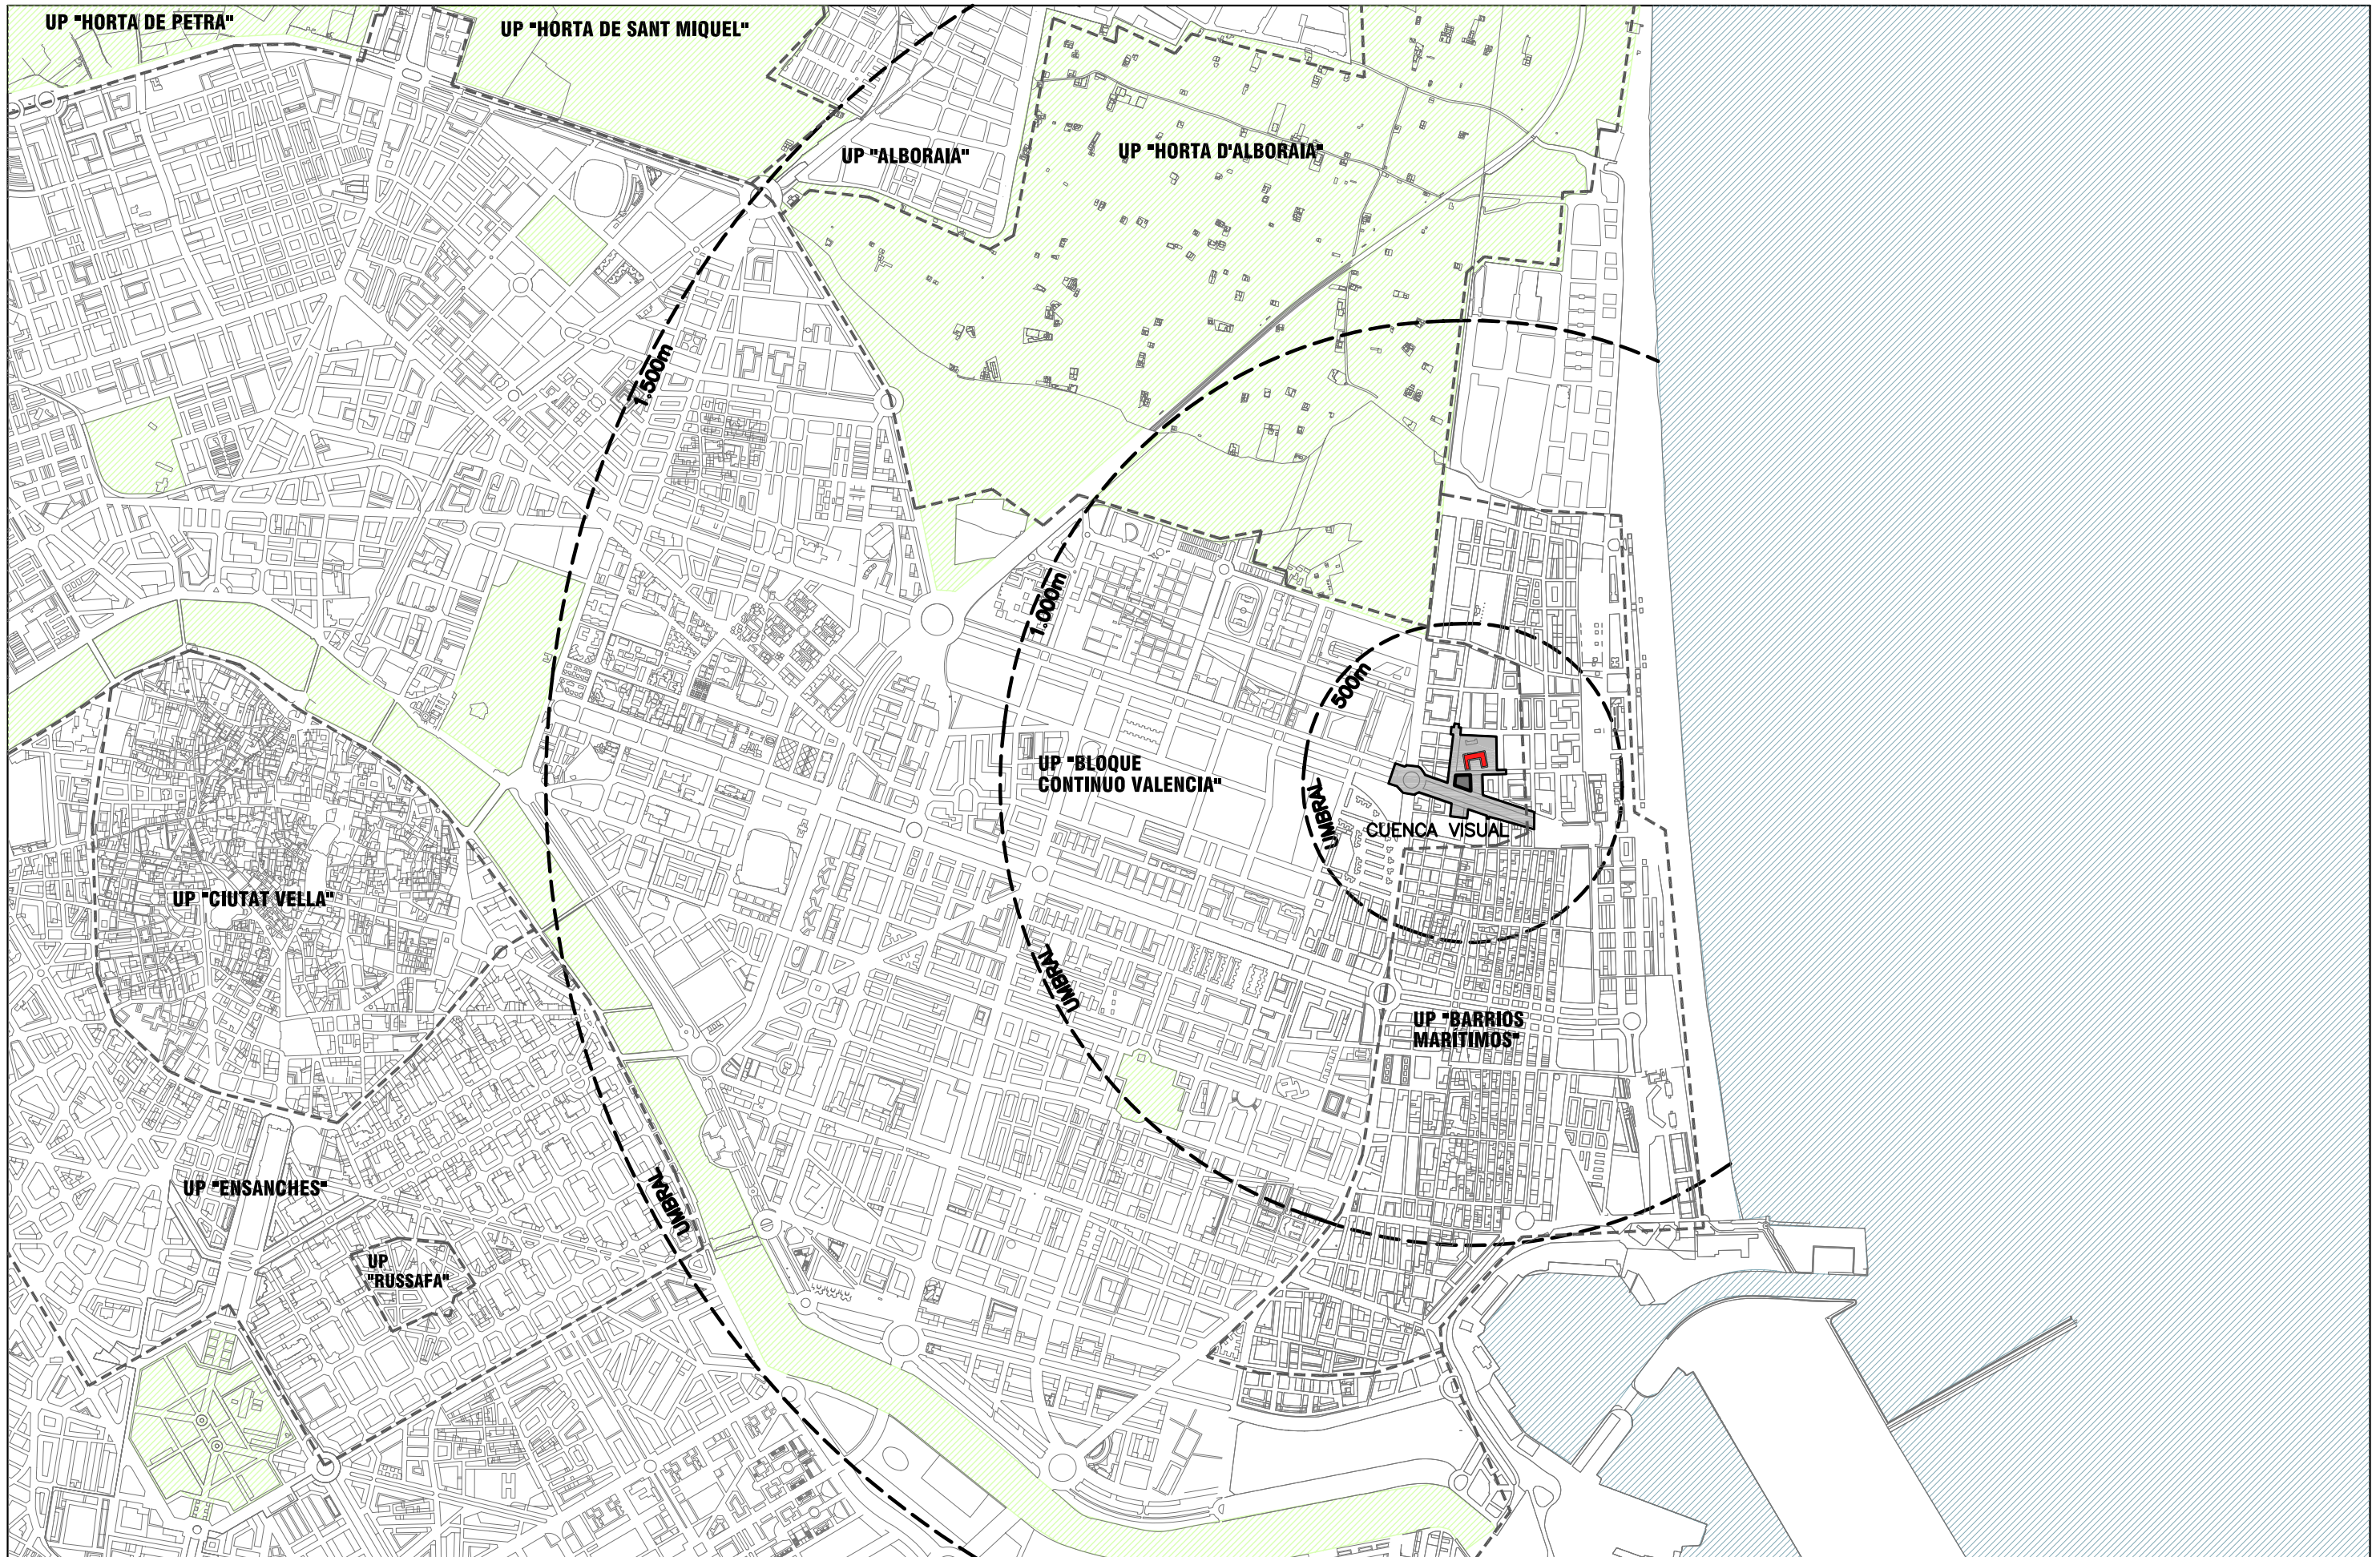 UP "HORTA DE PETRA"
UP "HORTA DE SANT MIQUEL"
UP "ALBORAIA"
UP "HORTA D'ALBORAIA"
1.500m
1.000m
500m
UP "BLOQUE
CONTINUO VALENCIA"
UMBRAL
CUENCA VISUAL
UP "CIUTAT VELLA"
UMBRAL
UP "BARRIOS
MARÍTIMOS"
UP "ENSANCHES"
UMBRAL
UP
"RUSSAFA"